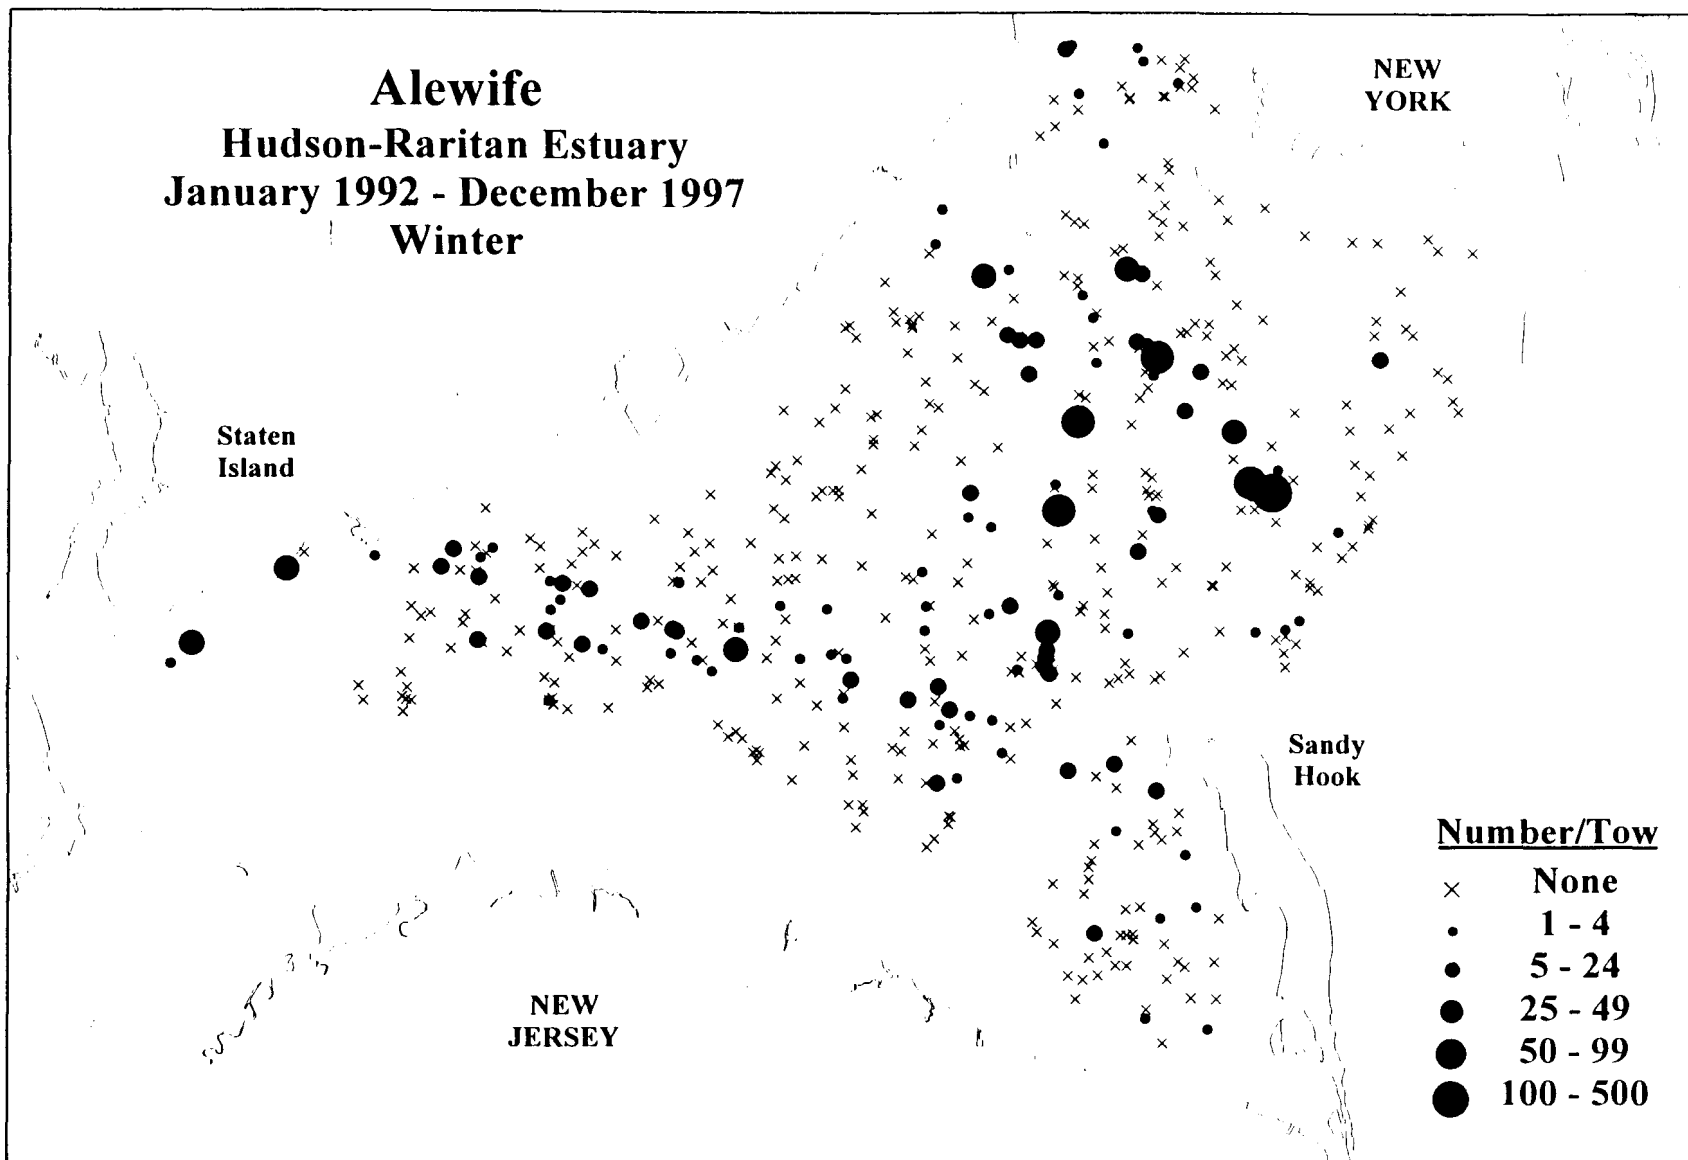 Alewife
Hudson-Raritan Estuary
January 1992 - December 1997
Winter
NEW
YORK
Staten
Island
Sandy
Hook
NEW
JERSEY
Number/Tow
None
1 - 4
5 - 24
25 - 49
50 - 99
100 - 500